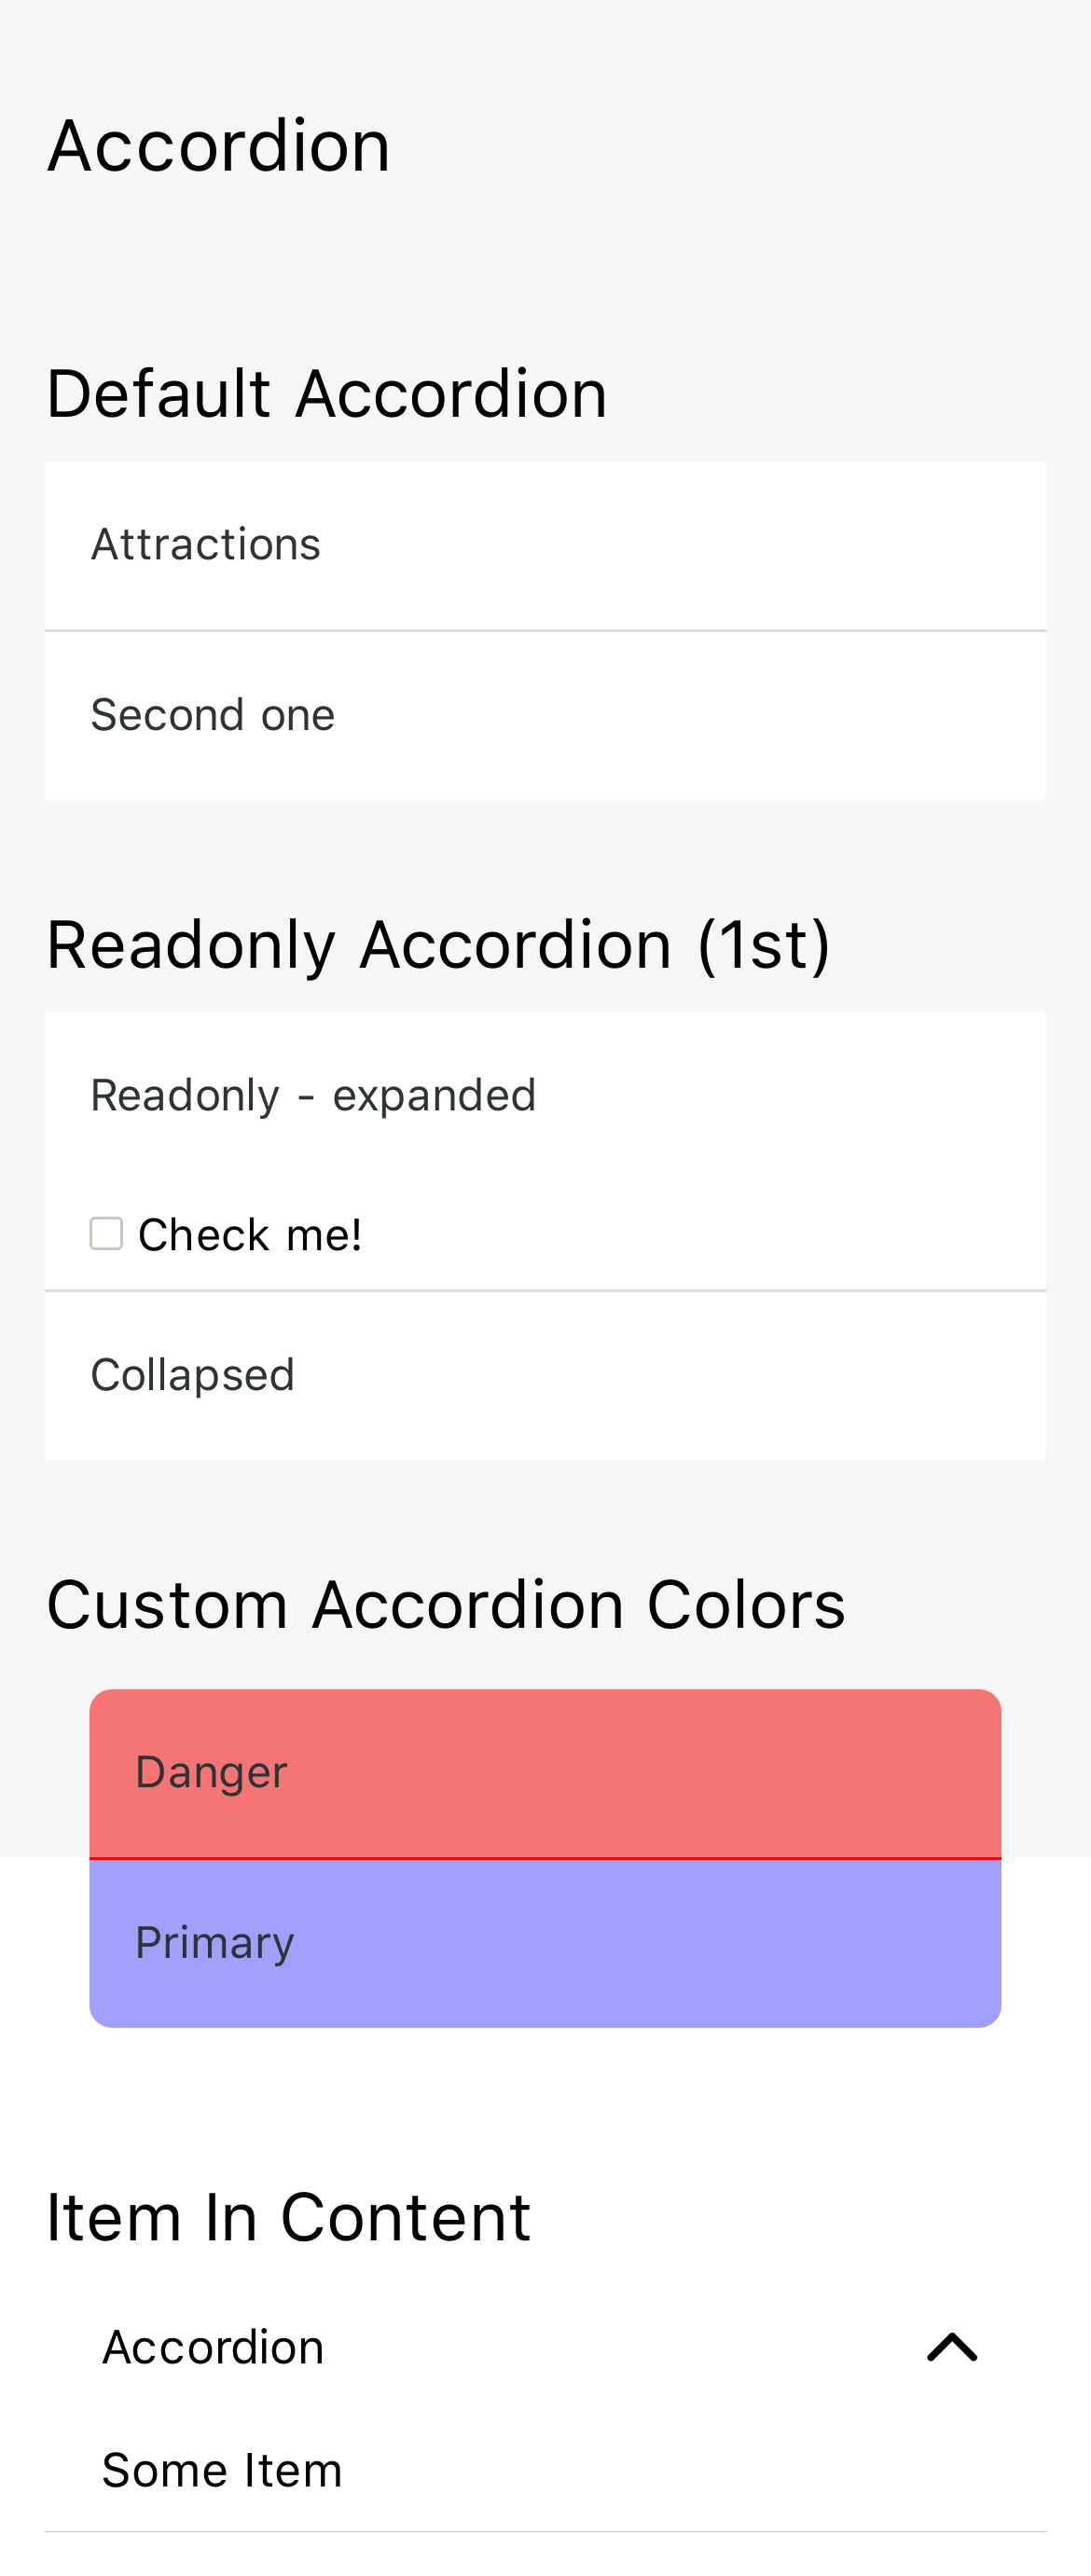 Accordion
Default Accordion
Attractions
Second one
Readonly Accordion (1st)
Readonly - expanded
Check me!
Collapsed
Custom Accordion Colors
Danger
Primary
Item In Content
Accordion
Some Item